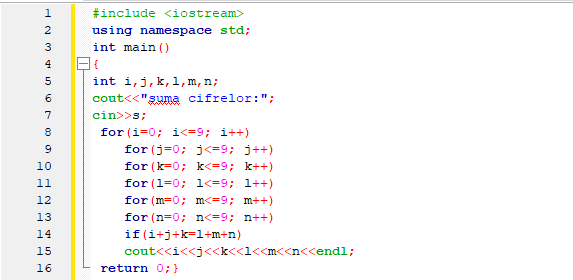 1 #include <iostream>
2 using namespace std;
3 int main()
4 {
5 int i,j,k,l,m,n;
6 cout<<"suma cifrelor:";
7 cin>>s;
8 for(i=0; i<=9; i++)
9 for(j=0; j<=9; j++)
10 for(k=0; k<=9; k++)
11 for(l=0; l<=9; l++)
12 for(m=0; m<=9; m++)
13 for(n=0; n<=9; n++)
14 if(i+j+k=l+m+n)
15 cout<<i<<j<<k<<l<<m<<n<<endl;
16 return 0;}